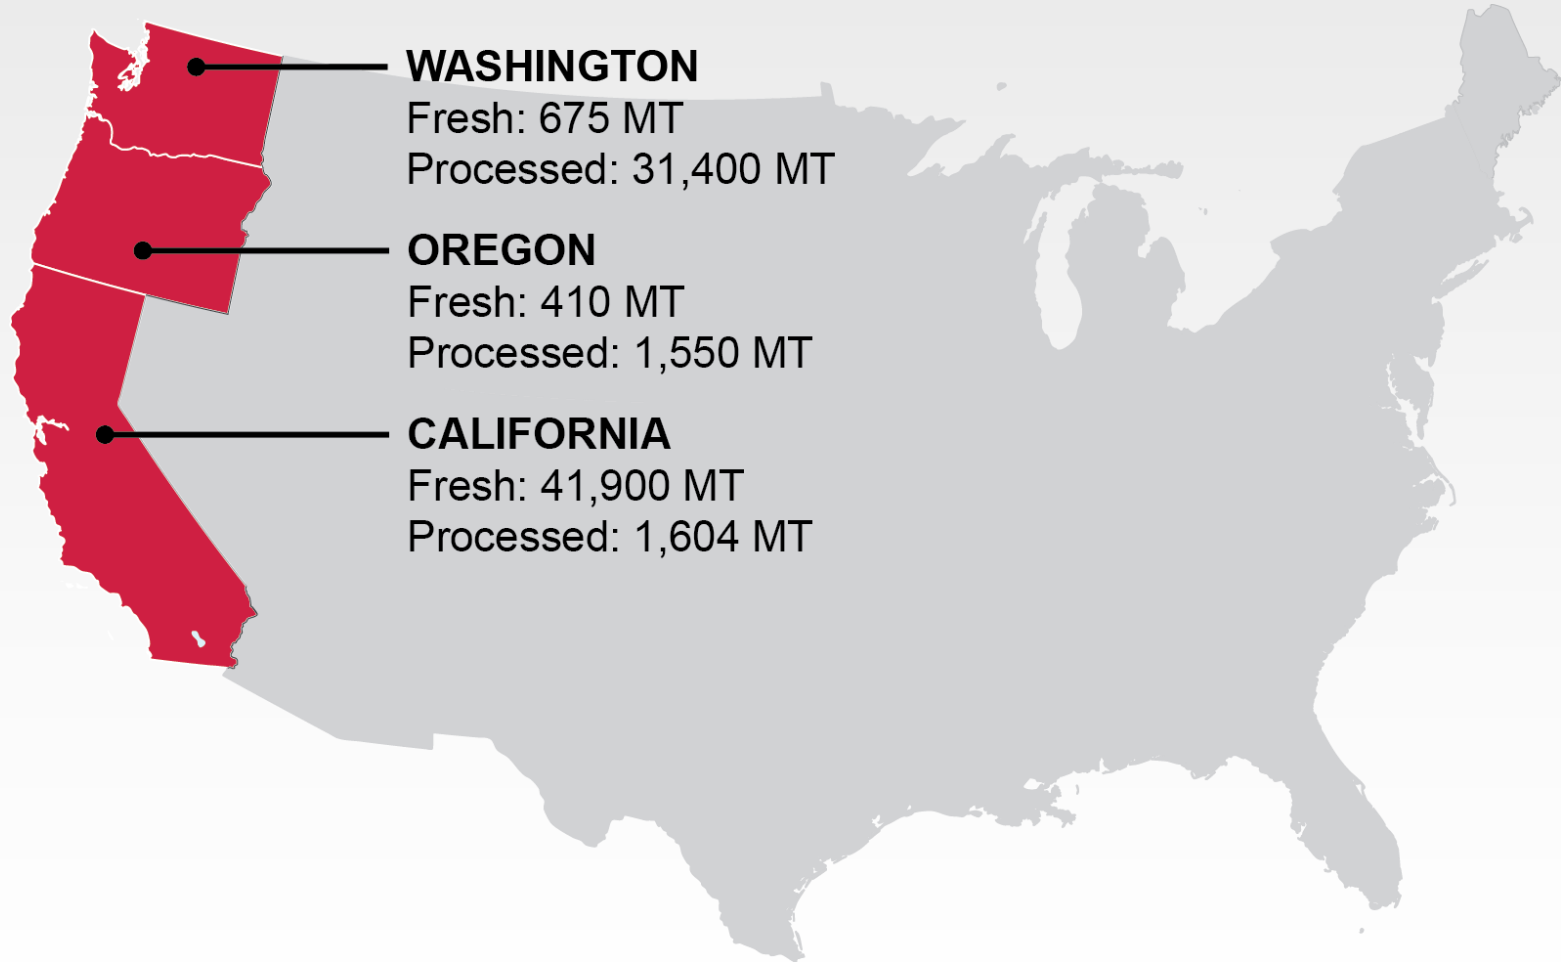 WASHINGTON
Fresh: 675 MT
Processed: 31,400 MT
OREGON
Fresh: 410 MT
Processed: 1,550 MT
CALIFORNIA
Fresh: 41,900 MT
Processed: 1,604 MT